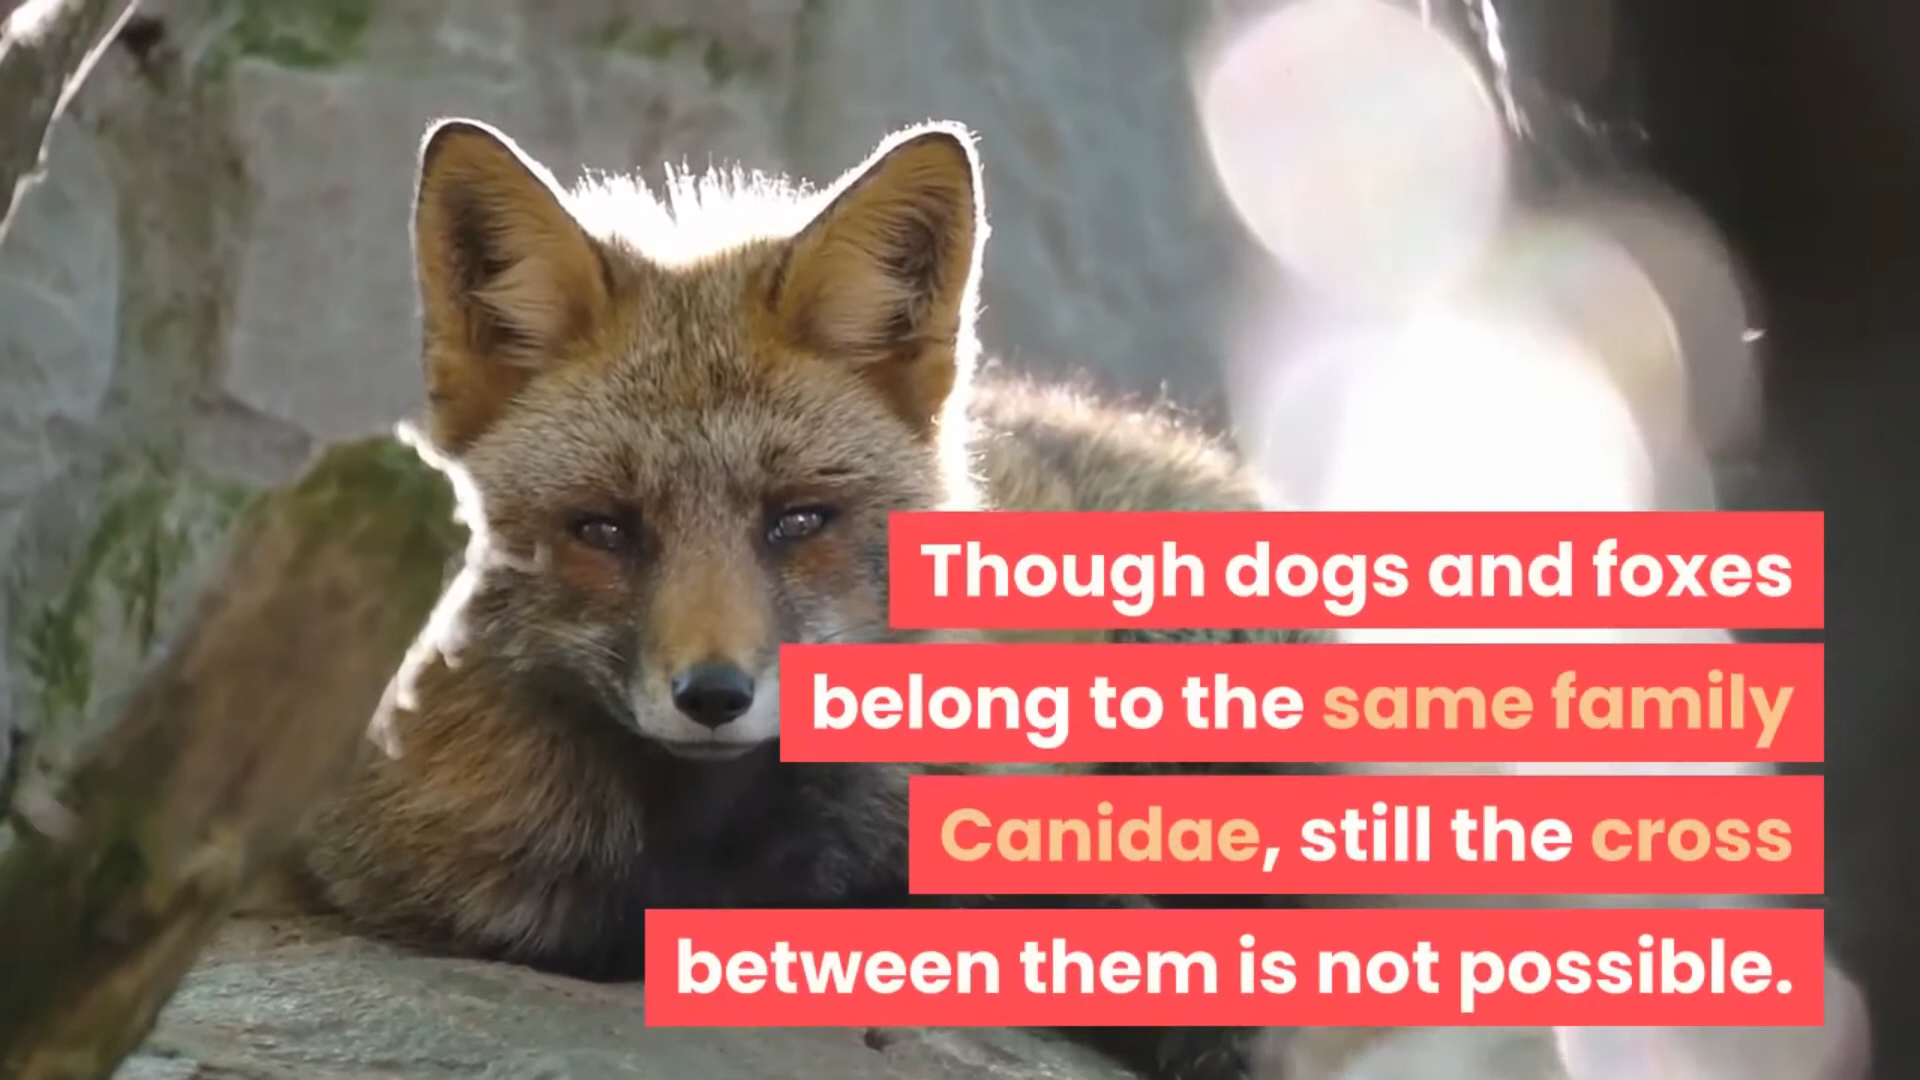 Though dogs and foxes
belong to the same family
Canidae, still the cross
between them is not possible.